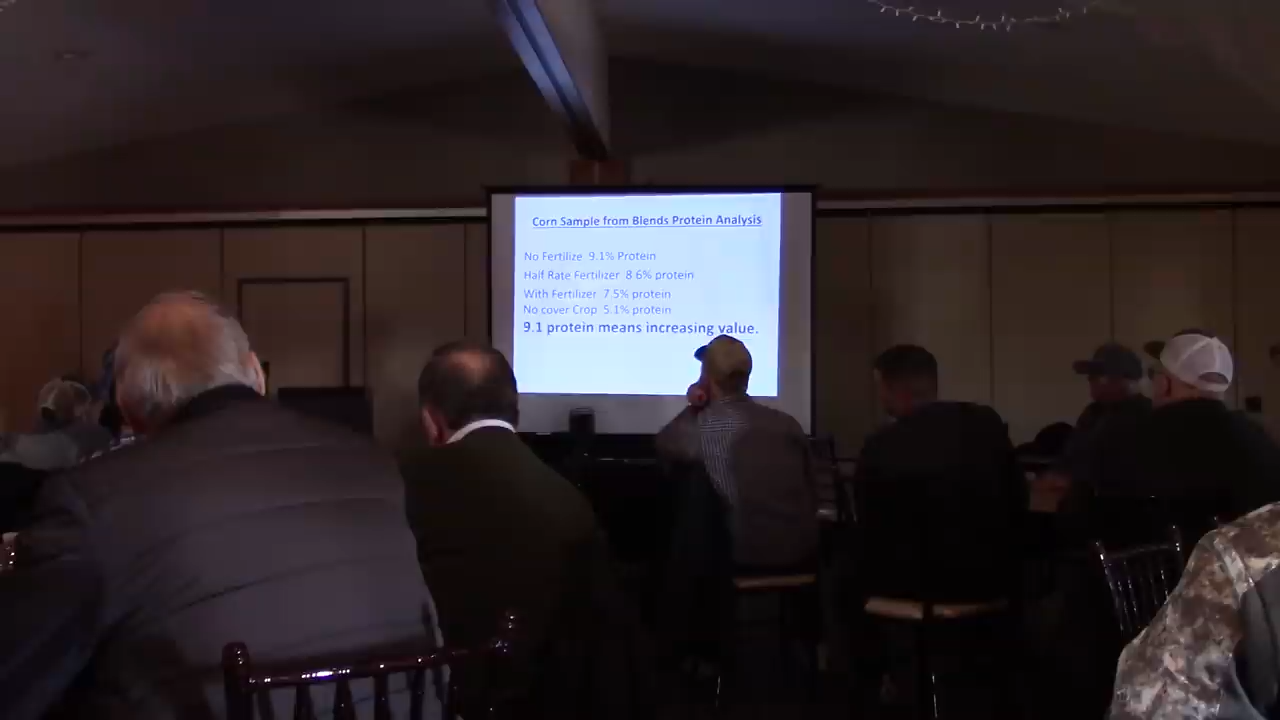 Corn Sample from Blends Protein Analysis
No Fertilize 9.1% Protein
Half Rate Fertilizer 8.6% protein
With Fertilizer 7.5% protein
No cover Crop 5.1% protein
9.1 protein means increasing value.